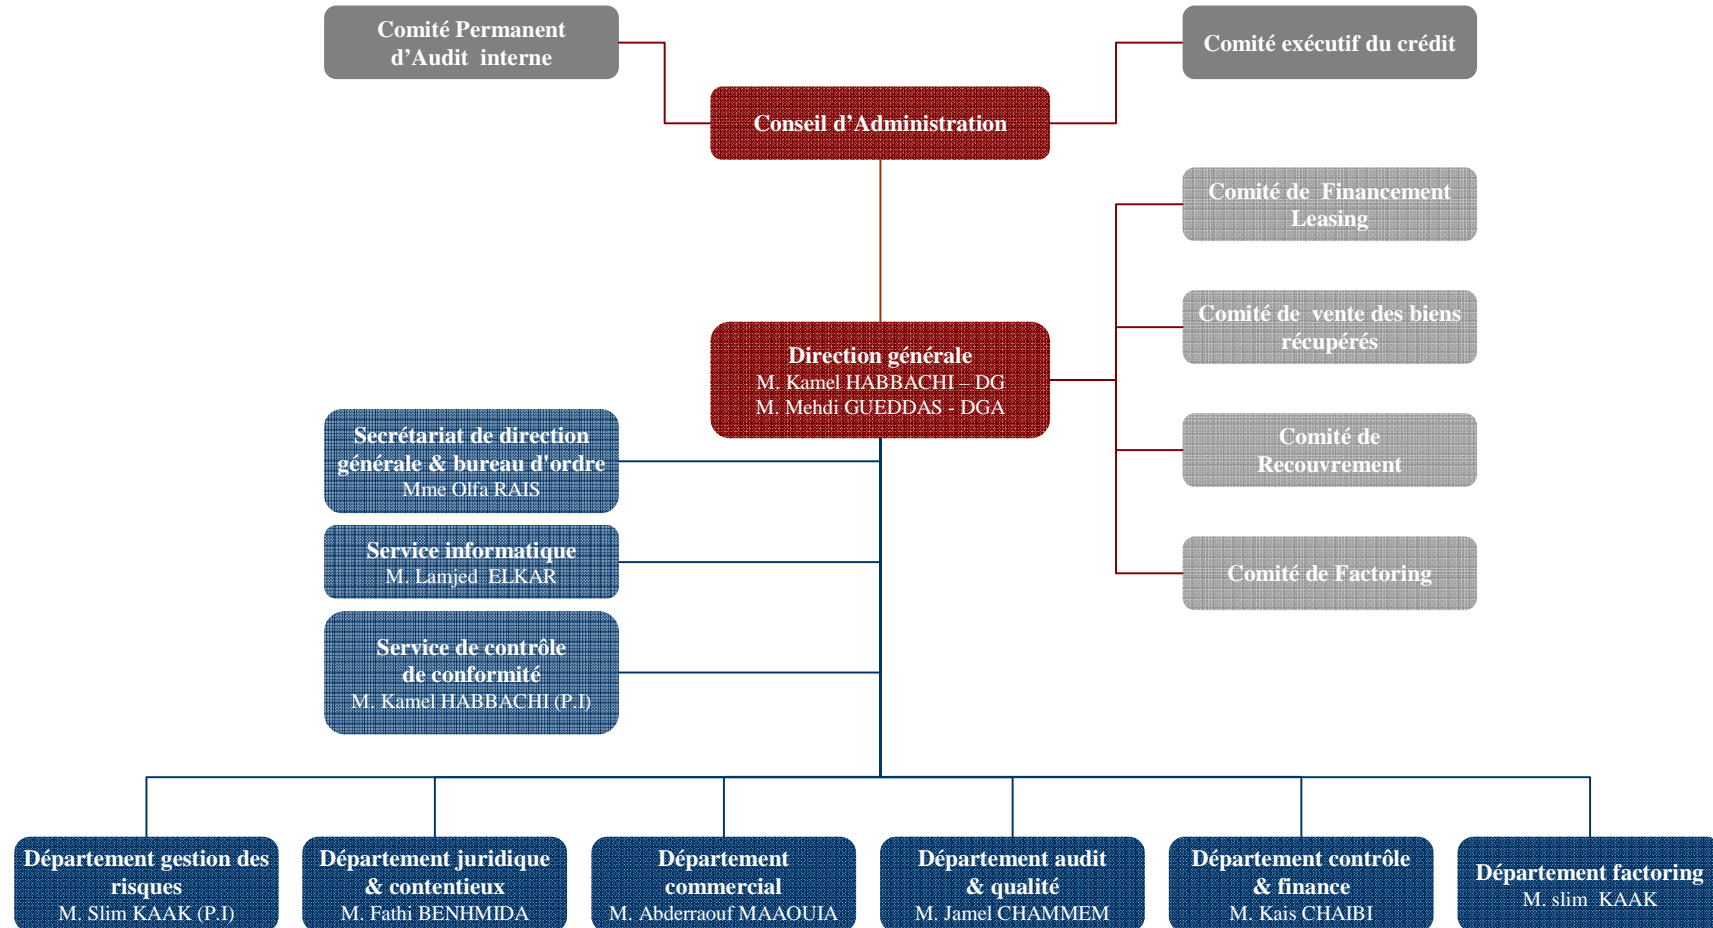 Comité Permanent
d’Audit interne
Comité exécutif du crédit
Conseil d’Administration
Comité de Financement
Leasing
Comité de vente des biens
récupérés
Direction générale
M. Kamel HABBACHI – DG
M. Mehdi GUEDDAS - DGA
Comité de
Recouvrement
Secrétariat de direction
générale & bureau d'ordre
Mme Olfa RAIS
Service informatique
M. Lamjed ELKAR
Comité de Factoring
Service de contrôle
de conformité
M. Kamel HABBACHI (P.I)
Département gestion des
risques
M. Slim KAAK (P.I)
Département juridique
& contentieux
M. Fathi BENHMIDA
Département
commercial
M. Abderraouf MAAOUIA
Département audit
& qualité
M. Jamel CHAMMEM
Département contrôle
& finance
M. Kais CHAIBI
Département factoring
M. slim KAAK